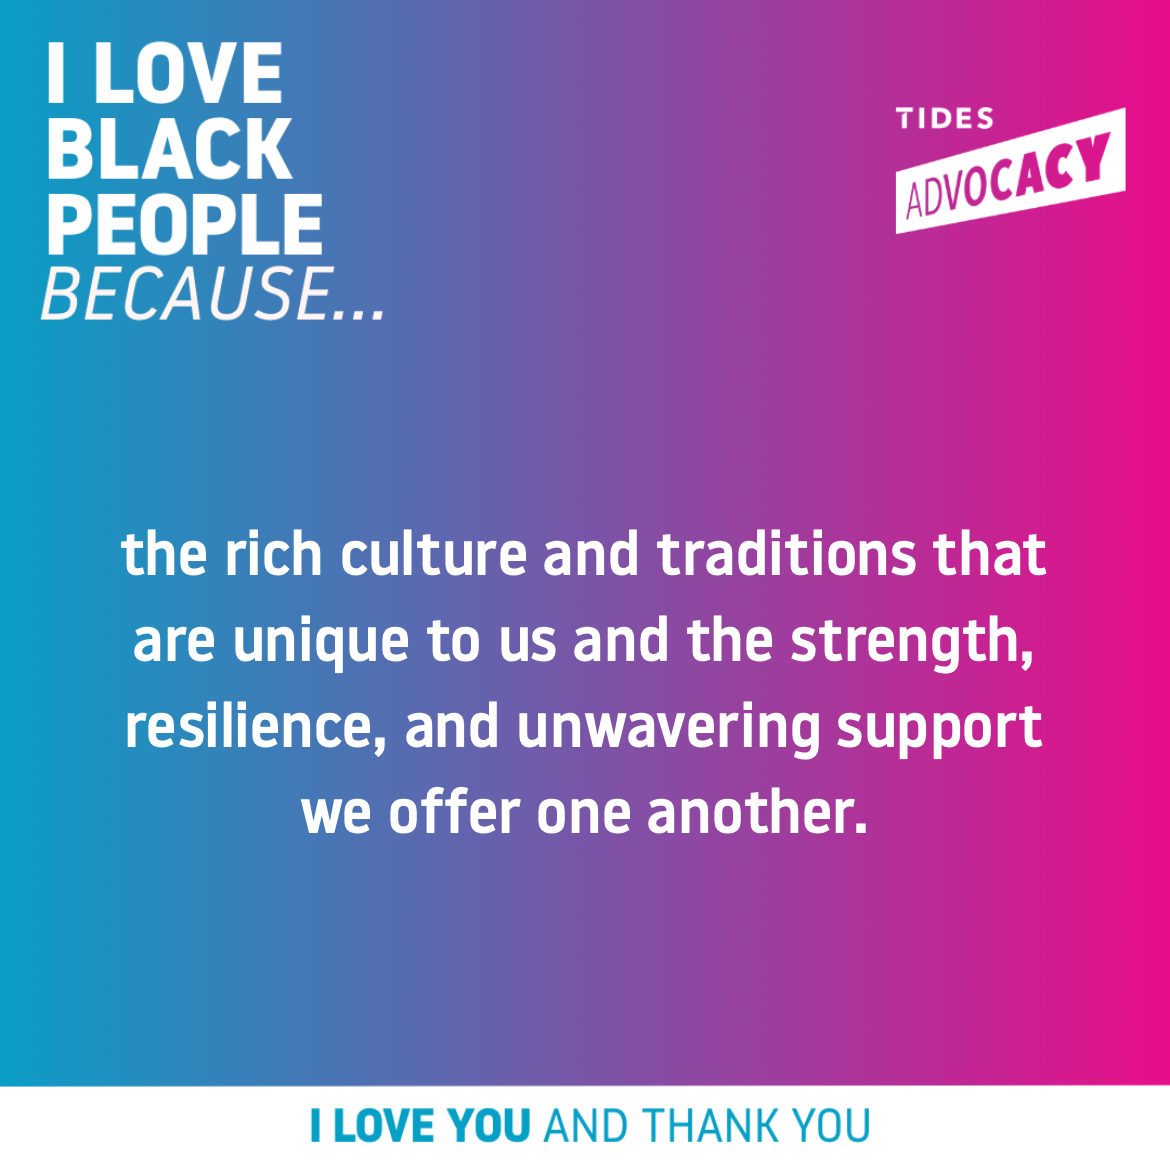 I LOVE
BLACK
PEOPLE
BECAUSE...
TIDES
ADVOCACY
the rich culture and traditions that
are unique to us and the strength,
resilience, and unwavering support
we offer one another.
I LOVE YOU AND THANK YOU